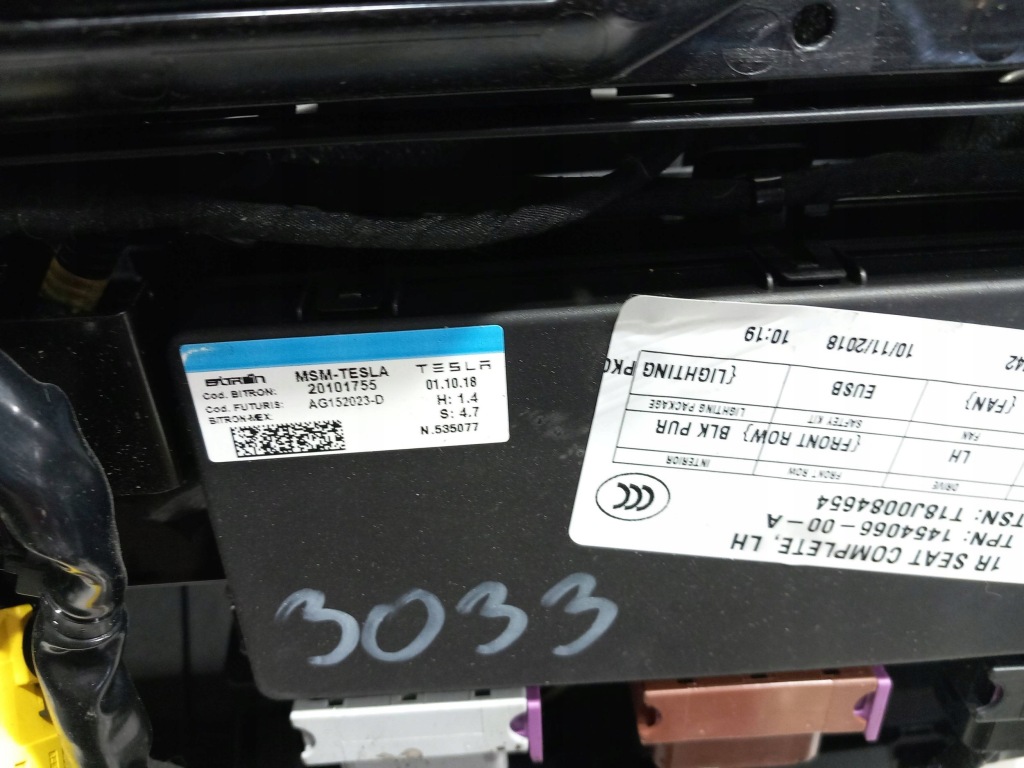 BITRON
MSM-TESLA
TESLA
Cod. BITRON: 20101755
01.10.18
Cod. FUTURIS: AG152023-D
H: 1.4
BITRON-MEX:
S: 4.7
N.535077
1R SEAT COMPLETE, LH
TPN: 1454066-00-A
TSN: T18J0084654
CCC
DRIVE FRONT ROW INTERIOR
LH {FRONT ROW} BLK PUR
FAN SAFTEY KIT LIGHTING PACKAGE
{FAN} EUSB {LIGHTING PKG
10/11/2018 10:19
3033